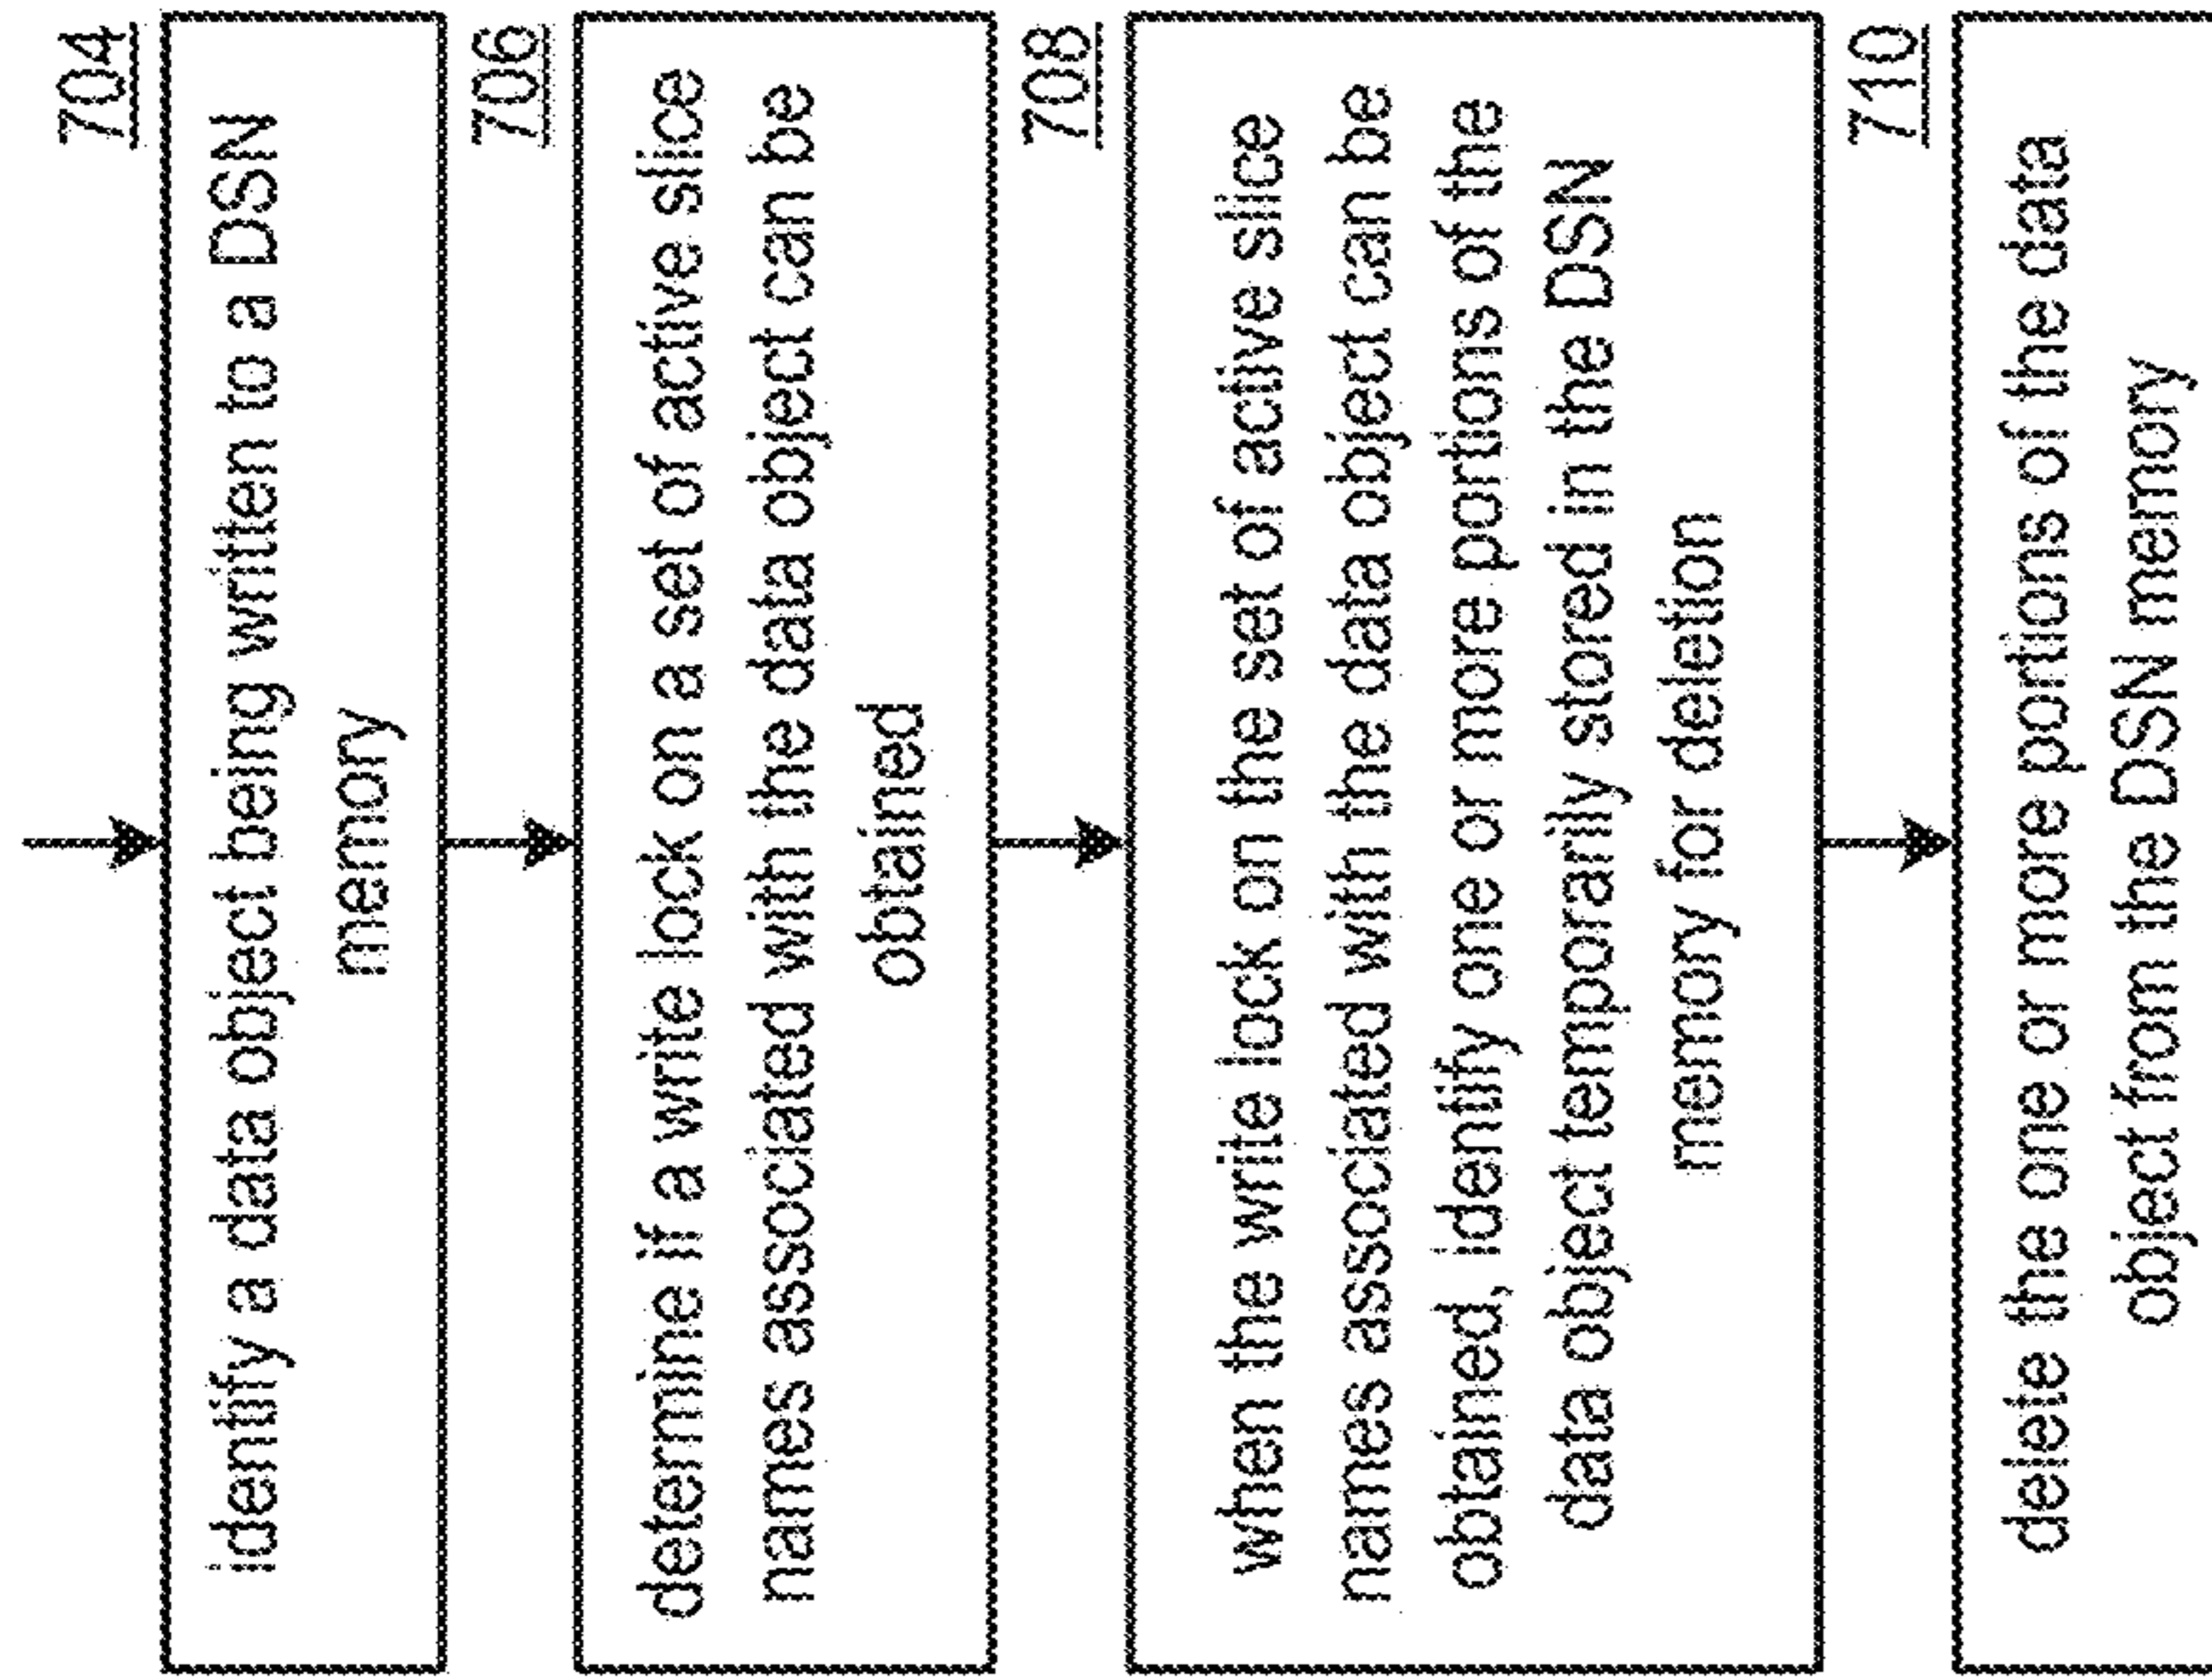 704
identify a data object being written to a DSN
memory
706
determine if a write lock on a set of active slice
names associated with the data object can be
obtained
708
when the write lock on the set of active slice
names associated with the data object can be
obtained, identify one or more portions of the
data object temporarily stored in the DSN
memory for deletion
710
delete the one or more portions of the data
object from the DSN memory